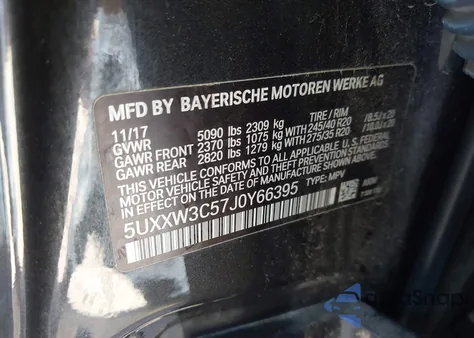 MFD BY BAYERISCHE MOTOREN WERKE AG
11/17 TIRE / RIM
GVWR 5090 lbs 2309 kg
GAWR FRONT 2370 lbs 1075 kg WITH 245/40 R20
GAWR REAR 2820 lbs 1279 kg WITH 275/35 R20
THIS VEHICLE CONFORMS TO ALL APPLICABLE U.S. FEDERAL
MOTOR VEHICLE SAFETY STANDARDS IN EFFECT ON THE
DATE OF MANUFACTURE SHOWN ABOVE.
5UXXW3C57J0Y66395 TYPE: MPV